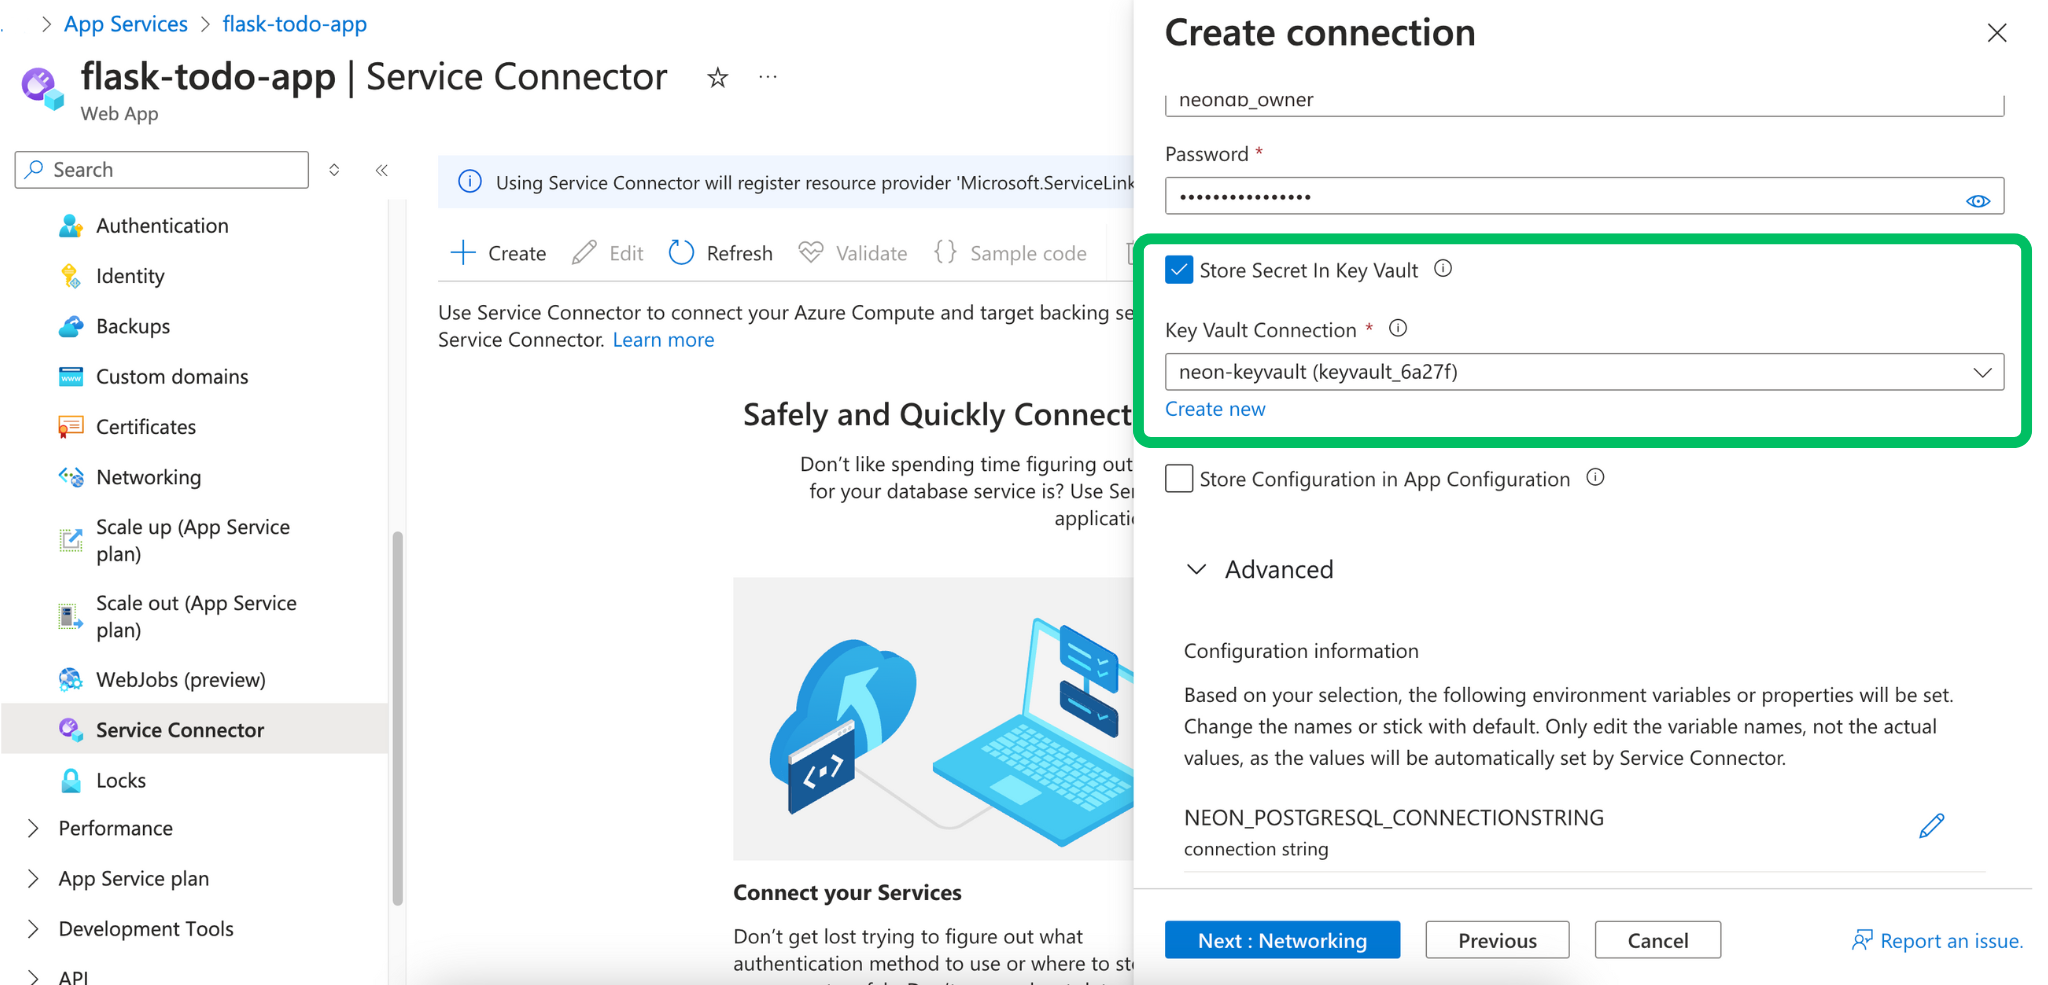 App Services > flask-todo-app
flask-todo-app | Service Connector
Web App
Search
Authentication
Identity
Backups
Custom domains
Certificates
Networking
Scale up (App Service
plan)
Scale out (App Service
plan)
WebJobs (preview)
Service Connector
Locks
Performance
App Service plan
Development Tools
API
Using Service Connector will register resource provider 'Microsoft.ServiceLink
Create
Edit
Refresh
Validate
Sample code
Use Service Connector to connect your Azure Compute and target backing se
Service Connector. Learn more
Safely and Quickly Connect
Don't like spending time figuring out
for your database service is? Use Se
applicati
Connect your Services
Don't get lost trying to figure out what
authentication method to use or where to st
Create connection
neondb_owner
Password *
Store Secret In Key Vault
Key Vault Connection *
neon-keyvault (keyvault_6a27f)
Create new
Store Configuration in App Configuration
Advanced
Configuration information
Based on your selection, the following environment variables or properties will be set.
Change the names or stick with default. Only edit the variable names, not the actual
values, as the values will be automatically set by Service Connector.
NEON_POSTGRESQL_CONNECTIONSTRING
connection string
Next : Networking
Previous
Cancel
Report an issue.